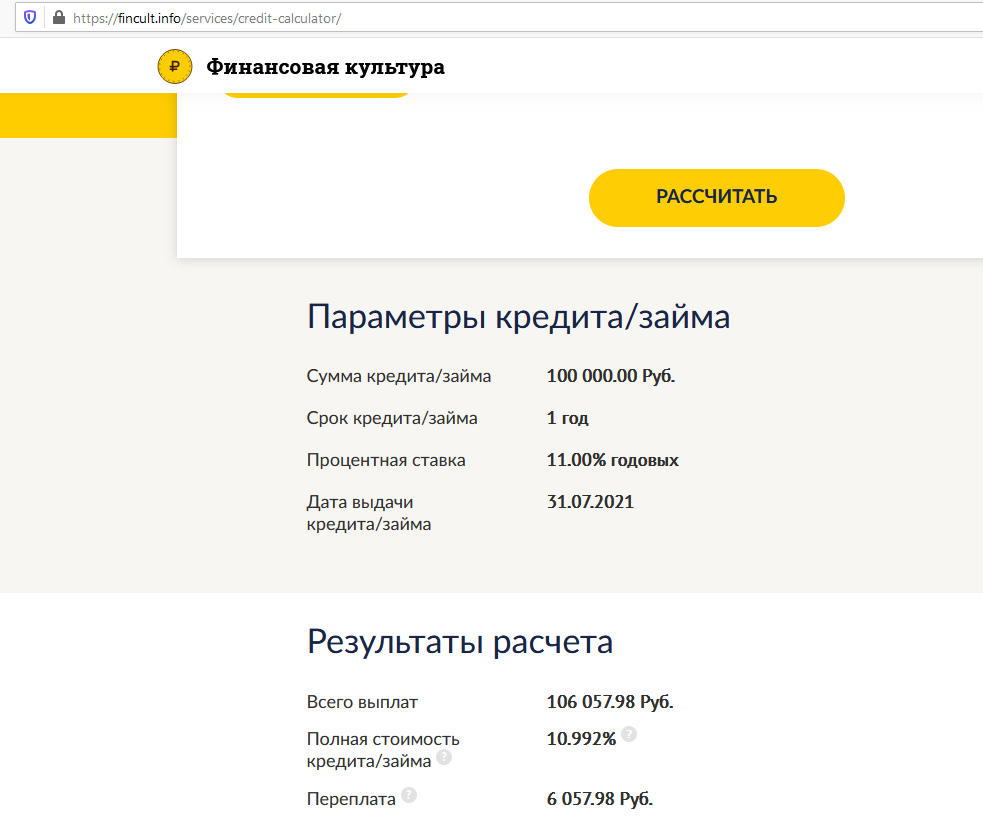 https://fincult.info/services/credit-calculator/
₽ Финансовая культура
РАССЧИТАТЬ
Параметры кредита/займа
Сумма кредита/займа 100 000.00 Руб.
Срок кредита/займа 1 год
Процентная ставка 11.00% годовых
Дата выдачи 31.07.2021
кредита/займа
Результаты расчета
Всего выплат 106 057.98 Руб.
Полная стоимость 10.992% ?
кредита/займа ?
Переплата ? 6 057.98 Руб.